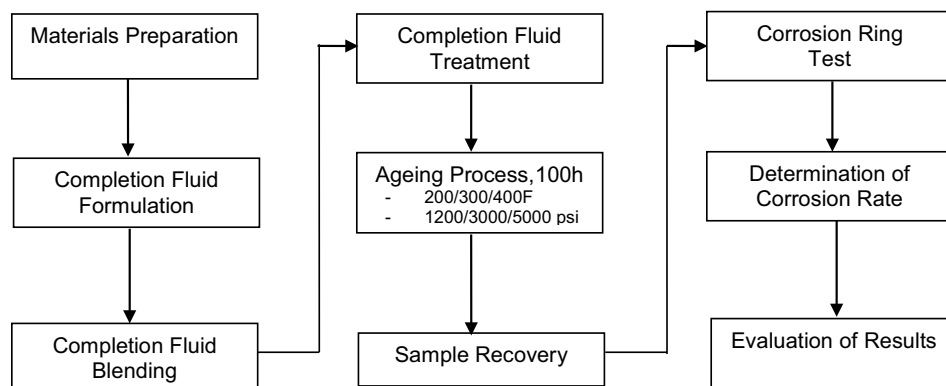 Materials Preparation
Completion Fluid
Formulation
Completion Fluid
Blending
Completion Fluid
Treatment
Ageing Process,100h
- 200/300/400F
- 1200/3000/5000 psi
Sample Recovery
Corrosion Ring
Test
Determination of
Corrosion Rate
Evaluation of Results